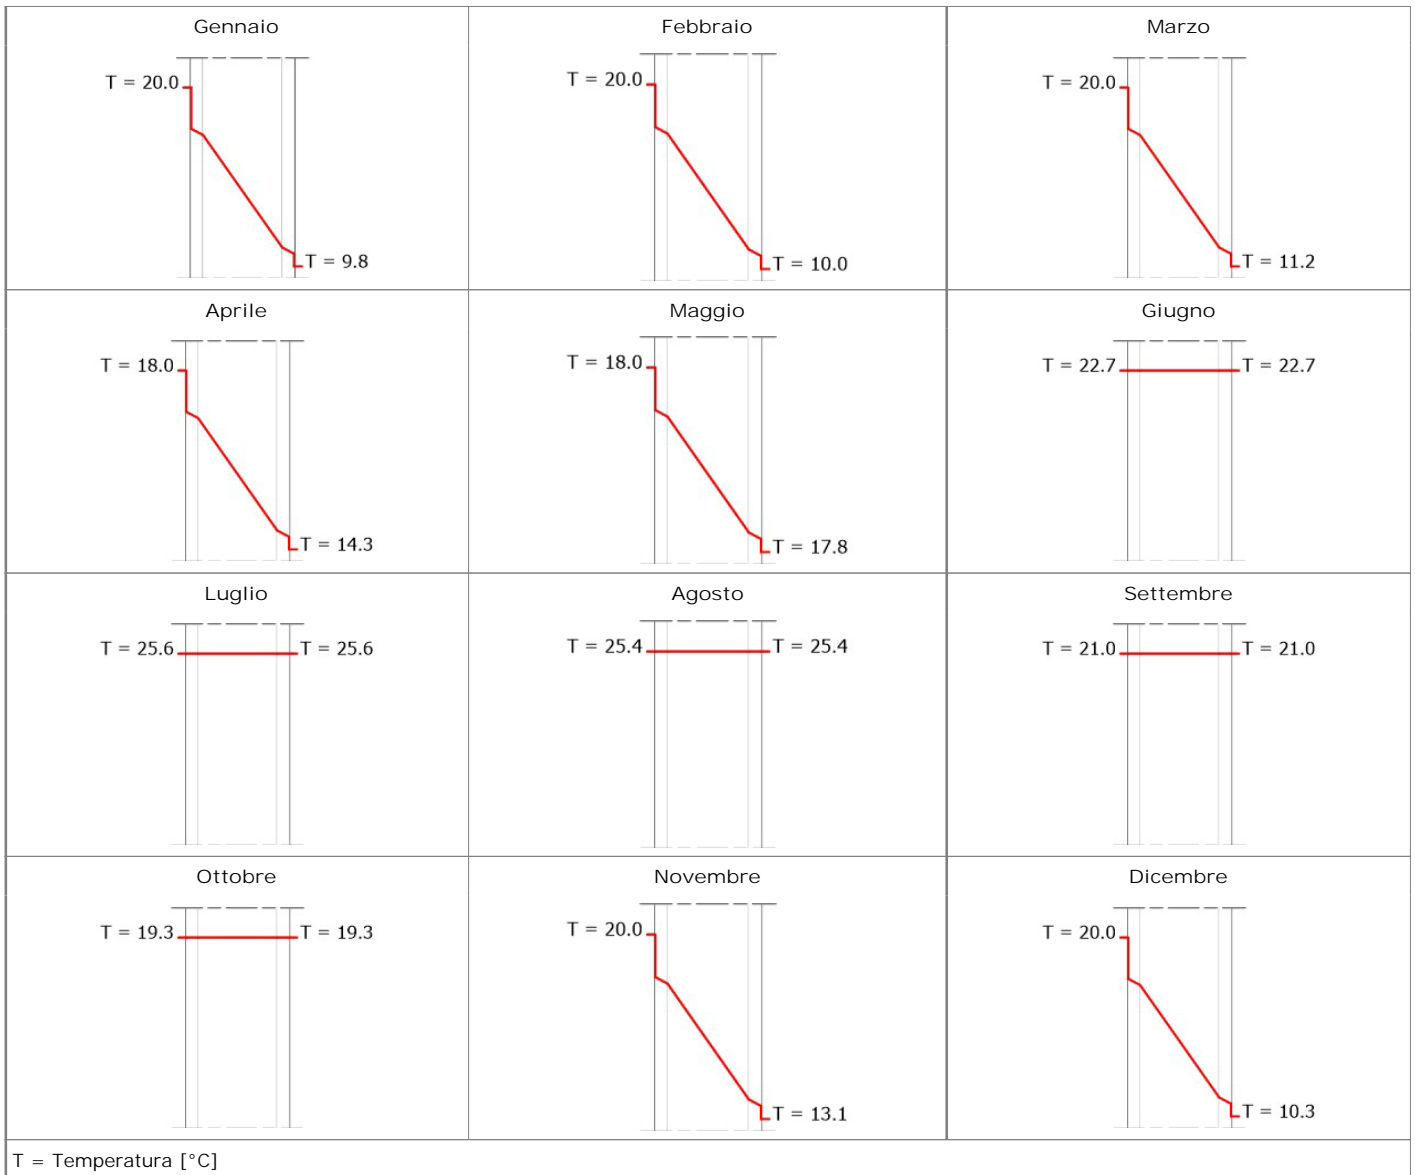 Gennaio
T = 20.0
T = 9.8
Febbraio
T = 20.0
T = 10.0
Marzo
T = 20.0
T = 11.2
Aprile
T = 18.0
T = 14.3
Maggio
T = 18.0
T = 17.8
Giugno
T = 22.7
T = 22.7
Luglio
T = 25.6
T = 25.6
Agosto
T = 25.4
T = 25.4
Settembre
T = 21.0
T = 21.0
Ottobre
T = 19.3
T = 19.3
Novembre
T = 20.0
T = 13.1
Dicembre
T = 20.0
T = 10.3
T = Temperatura [°C]